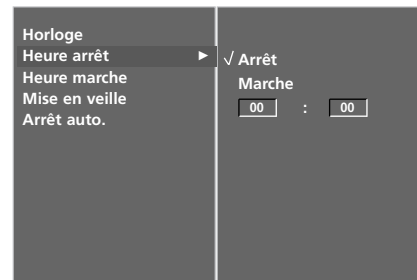 Horloge
Heure arrêt ►
Heure marche
Mise en veille
Arrêt auto.
√ Arrêt
Marche
00 : 00